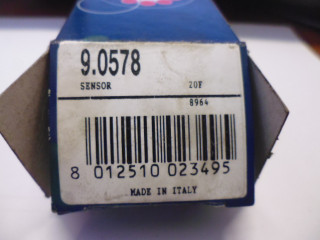 9.0578
SENSOR 20F
8964
8 012510 023495
MADE IN ITALY